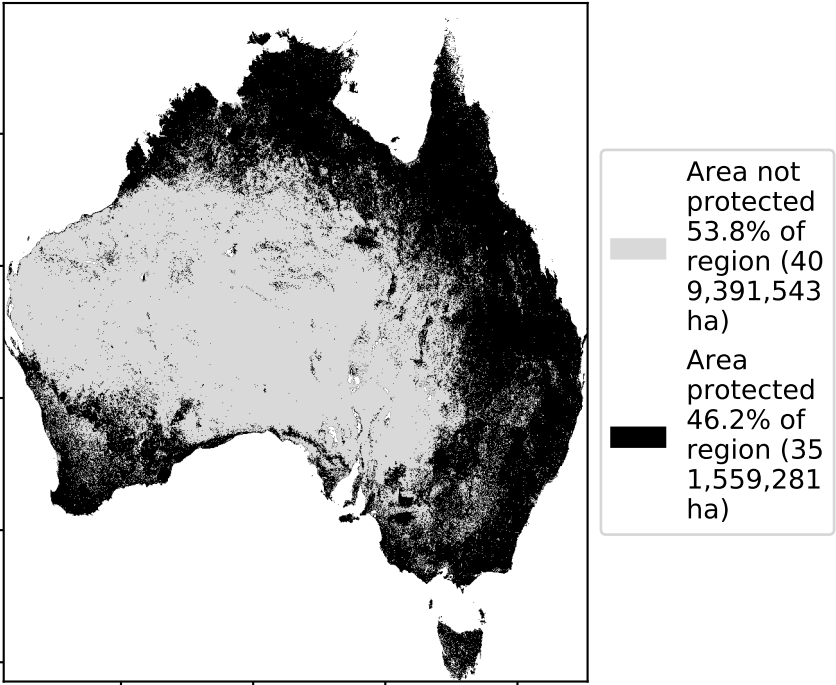 Area not
protected
53.8% of
region (40
9,391,543
ha)
Area
protected
46.2% of
region (35
1,559,281
ha)